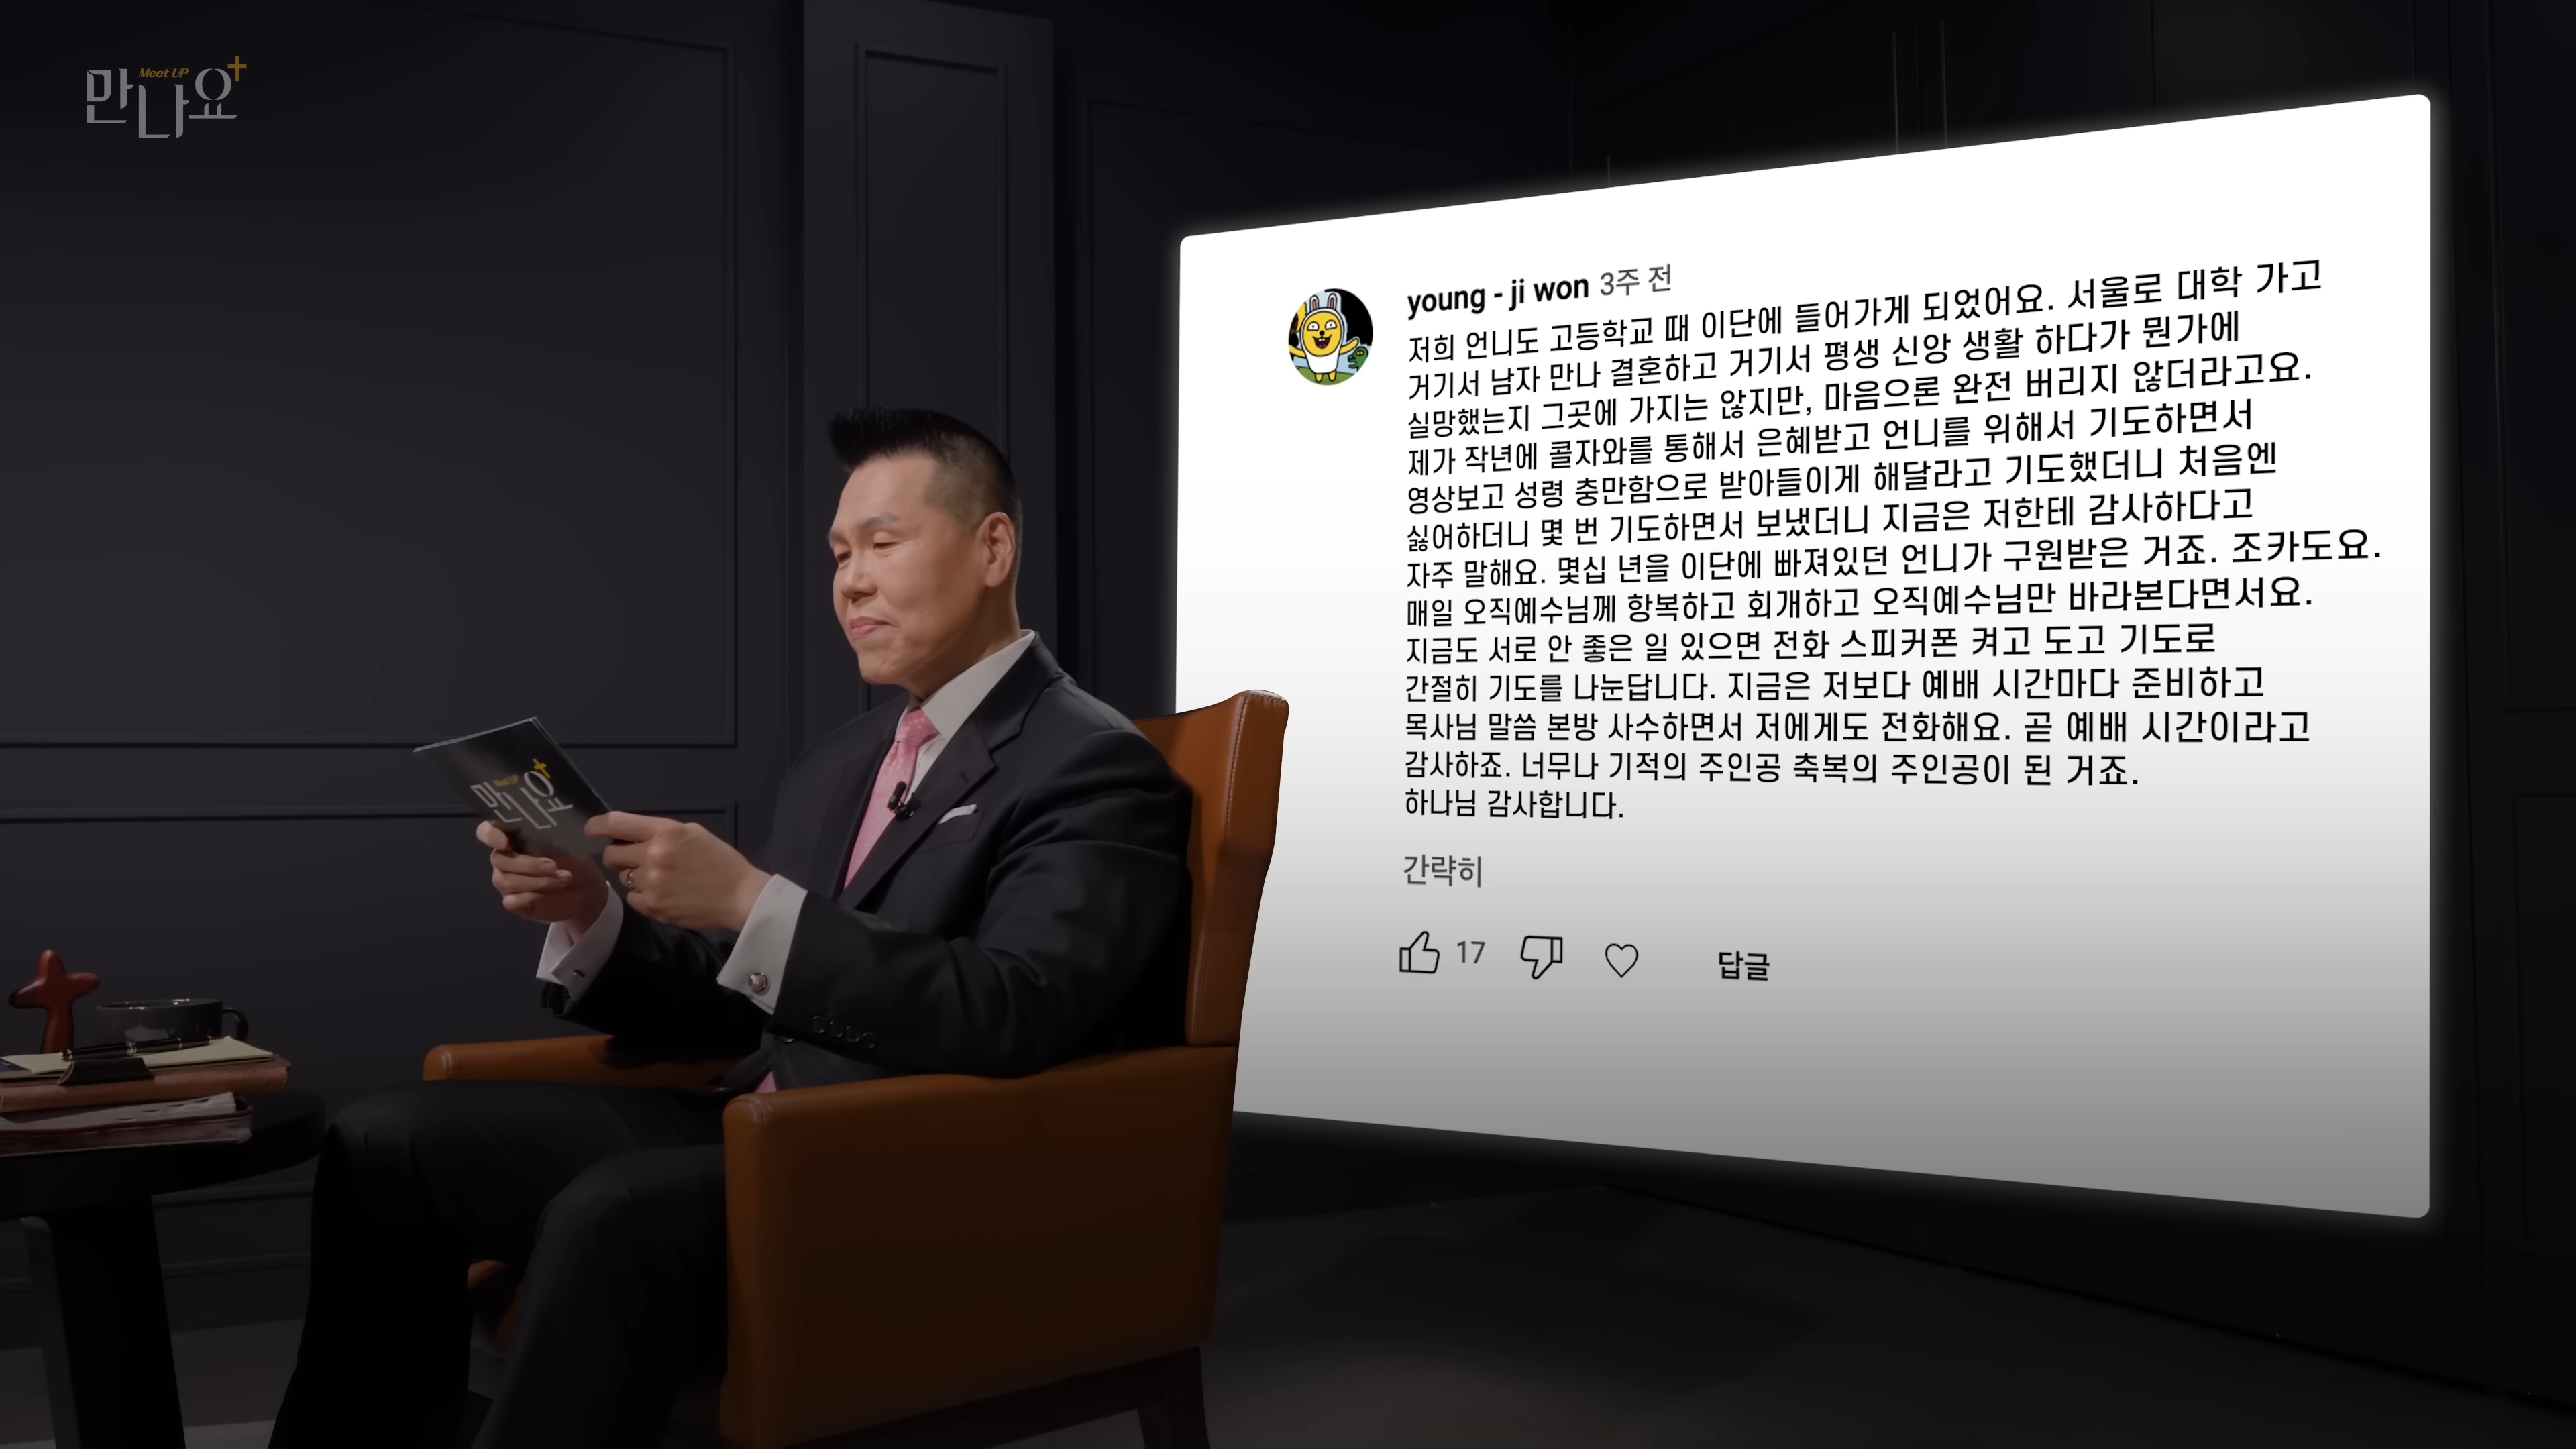 만나요
Meet UP
young - ji won 3주 전
저희 언니도 고등학교 때 이단에 들어가게 되었어요. 서울로 대학 가고
거기서 남자 만나 결혼하고 거기서 평생 신앙 생활 하다가 뭔가에
실망했는지 그곳에 가지는 않지만, 마음으론 완전 버리지 않더라고요.
제가 작년에 콜자와를 통해서 은혜받고 언니를 위해서 기도하면서
영상보고 성령 충만함으로 받아들이게 해달라고 기도했더니 처음엔
싫어하더니 몇 번 기도하면서 보냈더니 지금은 저한테 감사하다고
자주 말해요. 몇십 년을 이단에 빠져있던 언니가 구원받은 거죠. 조카도요.
매일 오직예수님께 항복하고 회개하고 오직예수님만 바라본다면서요.
지금도 서로 안 좋은 일 있으면 전화 스피커폰 켜고 도고 기도로
간절히 기도를 나눈답니다. 지금은 저보다 예배 시간마다 준비하고
목사님 말씀 본방 사수하면서 저에게도 전화해요. 곧 예배 시간이라고
감사하죠. 너무나 기적의 주인공 축복의 주인공이 된 거죠.
하나님 감사합니다.
간략히
17 답글
Meet UP
만나요